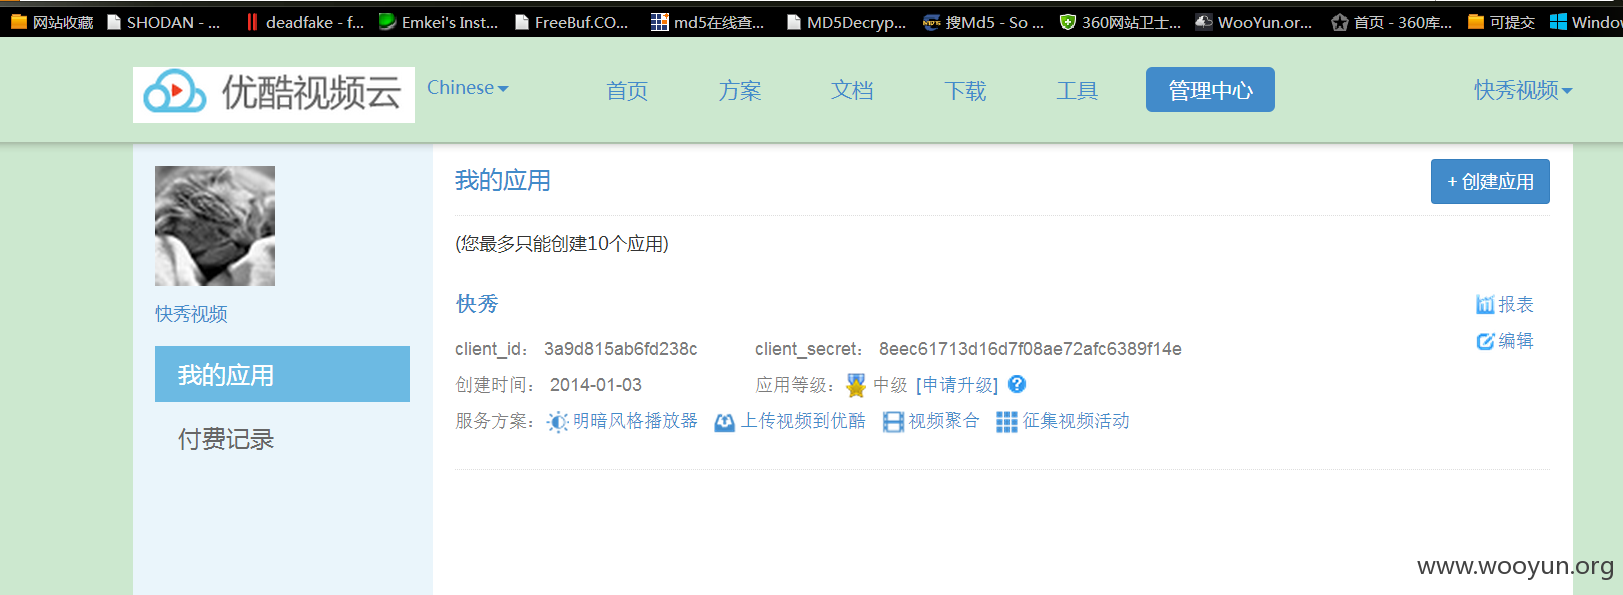 网站收藏 SHODAN - ... deadfake - f... Emkei's Inst... FreeBuf.CO... md5在线查... MD5Decryp... 搜Md5 - So ... 360网站卫士... WooYun.or... 首页 - 360库... 可提交 Windo
优酷视频云 Chinese 首页 方案 文档 下载 工具 管理中心 快秀视频
我的应用 + 创建应用
(您最多只能创建10个应用)
快秀 报表
快秀视频
client_id: 3a9d815ab6fd238c client_secret: 8eec61713d16d7f08ae72afc6389f14e 编辑
我的应用
创建时间: 2014-01-03 应用等级: 中级 [申请升级] ?
服务方案: 明暗风格播放器 上传视频到优酷 视频聚合 征集视频活动
付费记录
www.wooyun.org